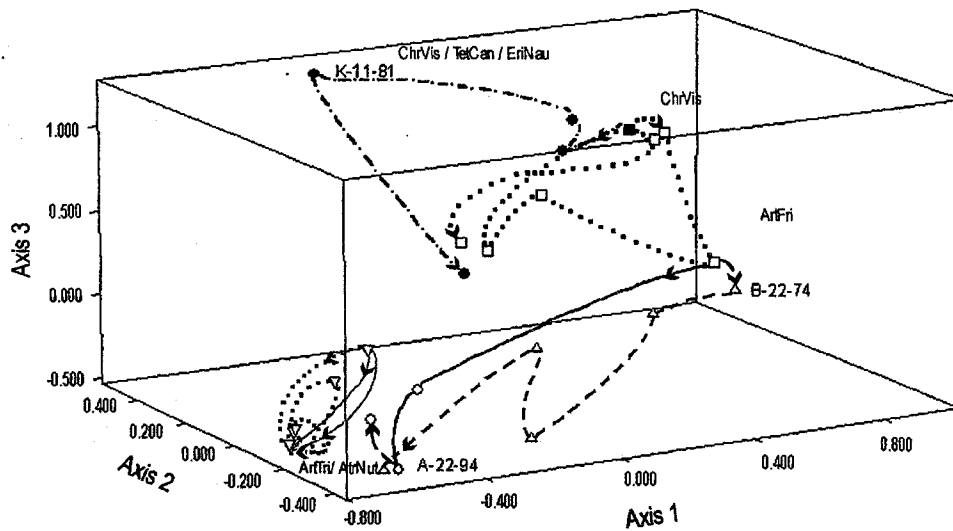 ChrVis / TetCan / EriNau
K-11-81
ChrVis
1.000
0.500
ArtFri
Axis 3
0.000
B-22-74
-0.500
0.400
0.200
0.000
-0.200
-0.400
Axis 2
ArtTri/ AtrNut
A-22-94
-0.800
-0.400
0.000
0.400
0.800
Axis 1